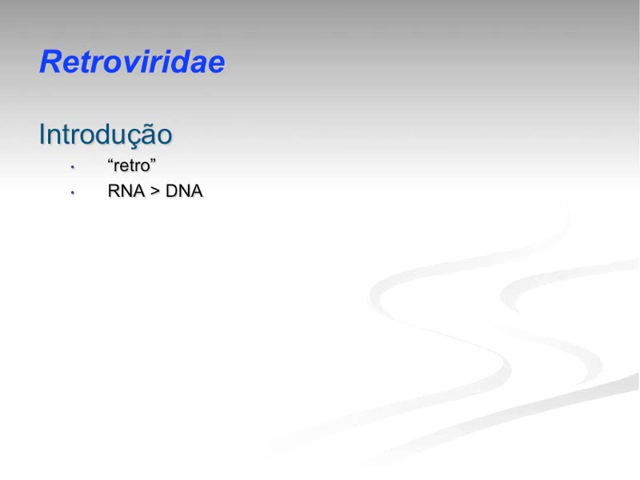 Retroviridae
Introdução
• “retro”
• RNA > DNA